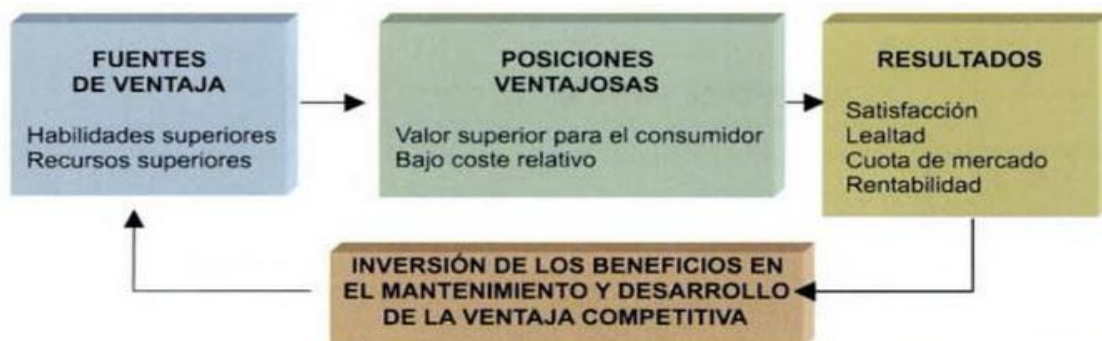 FUENTES
DE VENTAJA
Habilidades superiores
Recursos superiores
POSICIONES
VENTAJOSAS
Valor superior para el consumidor
Bajo coste relativo
RESULTADOS
Satisfacción
Lealtad
Cuota de mercado
Rentabilidad
INVERSIÓN DE LOS BENEFICIOS EN
EL MANTENIMIENTO Y DESARROLLO
DE LA VENTAJA COMPETITIVA